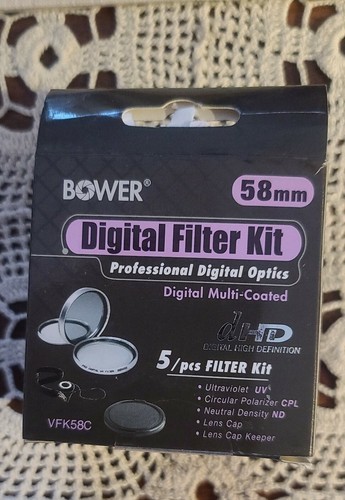 BOWER®
58mm
Digital Filter Kit
Professional Digital Optics
Digital Multi-Coated
dHD
DIGITAL HIGH DEFINITION
5/pcs FILTER Kit
• Ultraviolet UV
• Circular Polarizer CPL
• Neutral Density ND
• Lens Cap
• Lens Cap Keeper
VFK58C